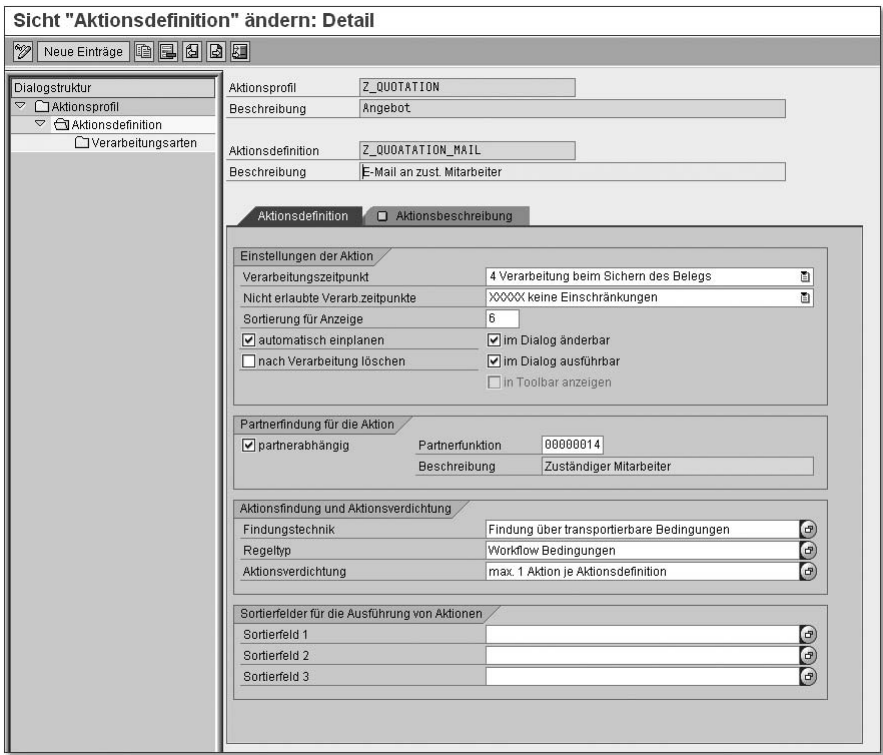 Sicht "Aktionsdefinition" ändern: Detail
Neue Einträge
Dialogstruktur
Aktionsprofil
Aktionsdefinition
Verarbeitungsarten
Aktionsprofil Z_QUOTATION
Beschreibung Angebot
Aktionsdefinition Z_QUOATATION_MAIL
Beschreibung E-Mail an zust. Mitarbeiter
Aktionsdefinition Aktionsbeschreibung
Einstellungen der Aktion
Verarbeitungszeitpunkt 4 Verarbeitung beim Sichern des Belegs
Nicht erlaubte Verarb.zeitpunkte XXXXX keine Einschränkungen
Sortierung für Anzeige 6
automatisch einplanen im Dialog änderbar
nach Verarbeitung löschen im Dialog ausführbar
in Toolbar anzeigen
Partnerfindung für die Aktion
partnerabhängig Partnerfunktion 00000014
Beschreibung Zuständiger Mitarbeiter
Aktionsfindung und Aktionsverdichtung
Findungstechnik Findung über transportierbare Bedingungen
Regeltyp Workflow Bedingungen
Aktionsverdichtung max. 1 Aktion je Aktionsdefinition
Sortierfelder für die Ausführung von Aktionen
Sortierfeld 1
Sortierfeld 2
Sortierfeld 3